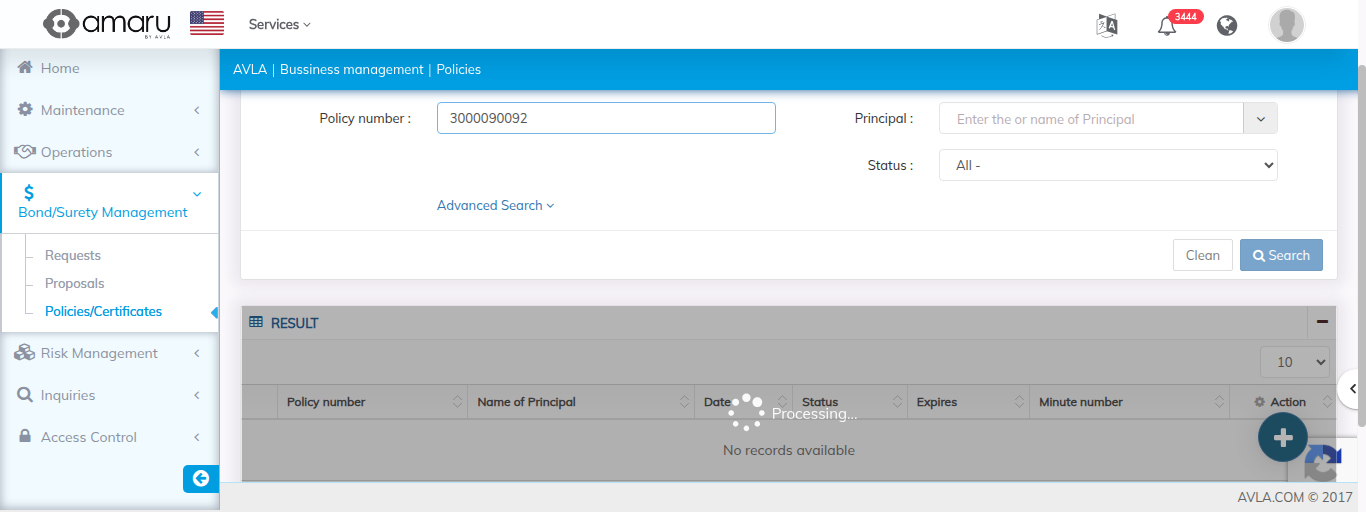 amaru
BY AVLA
Services
3444
Home
Maintenance
Operations
Bond/Surety Management
Requests
Proposals
Policies/Certificates
Risk Management
Inquiries
Access Control
AVLA | Bussiness management | Policies
Policy number :
3000090092
Principal :
Enter the or name of Principal
Status :
All -
Advanced Search
Clean
Search
RESULT
10
Policy number
Name of Principal
Date
Status
Expires
Minute number
Action
Processing...
No records available
AVLA.COM © 2017